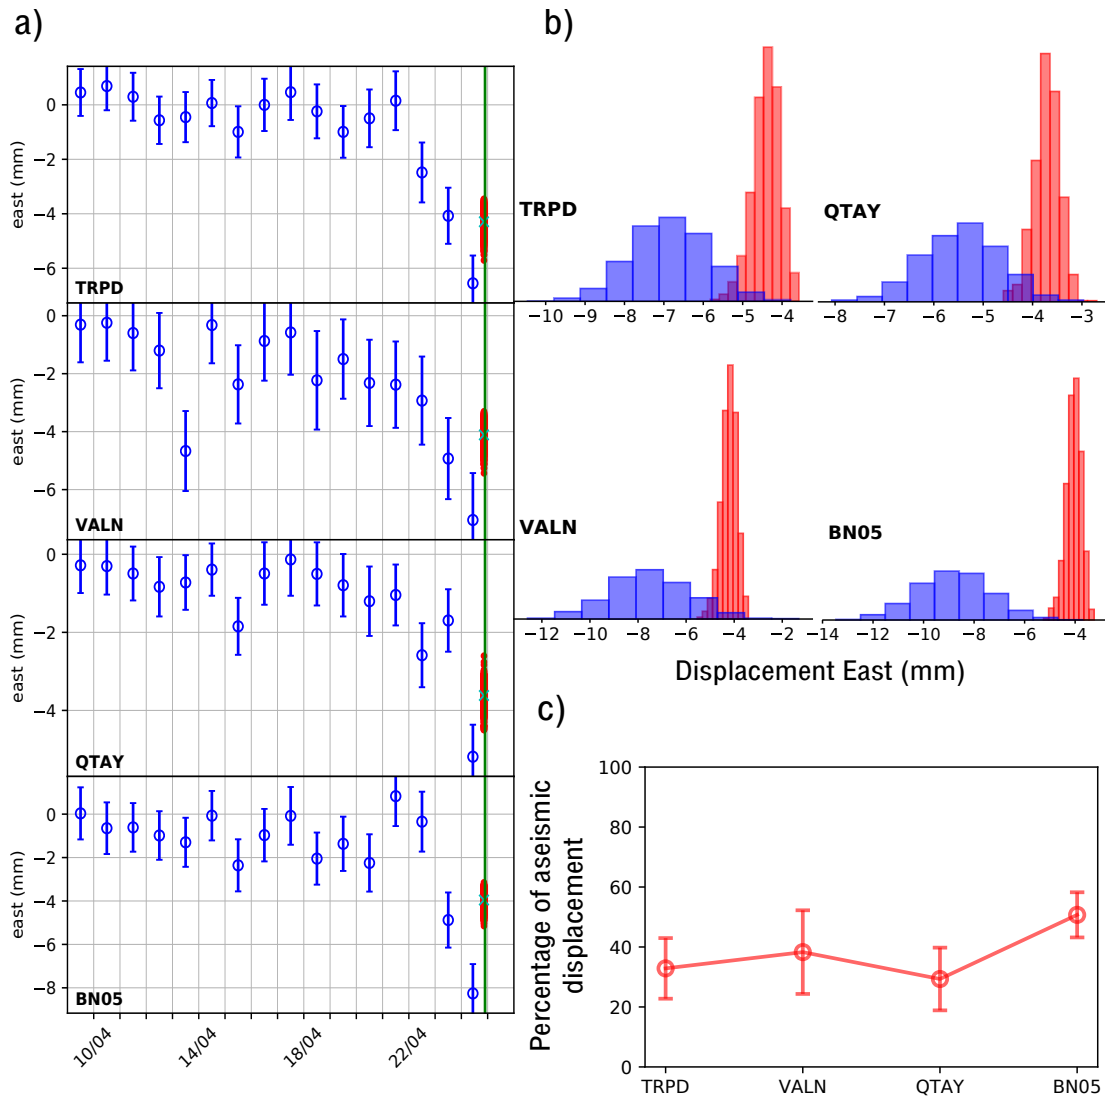 a)
0
−2
−4
−6
east (mm)
TRPD
0
−2
−4
−6
east (mm)
VALN
0
−2
−4
east (mm)
QTAY
0
−2
−4
−6
−8
east (mm)
BN05
10/04 14/04 18/04 22/04
b)
TRPD
−10 −9 −8 −7 −6 −5 −4
QTAY
−8 −7 −6 −5 −4 −3
VALN
−12 −10 −8 −6 −4 −2
BN05
−14 −12 −10 −8 −6 −4
Displacement East (mm)
c)
Percentage of aseismic
displacement
100
80
60
40
20
0
TRPD VALN QTAY BN05